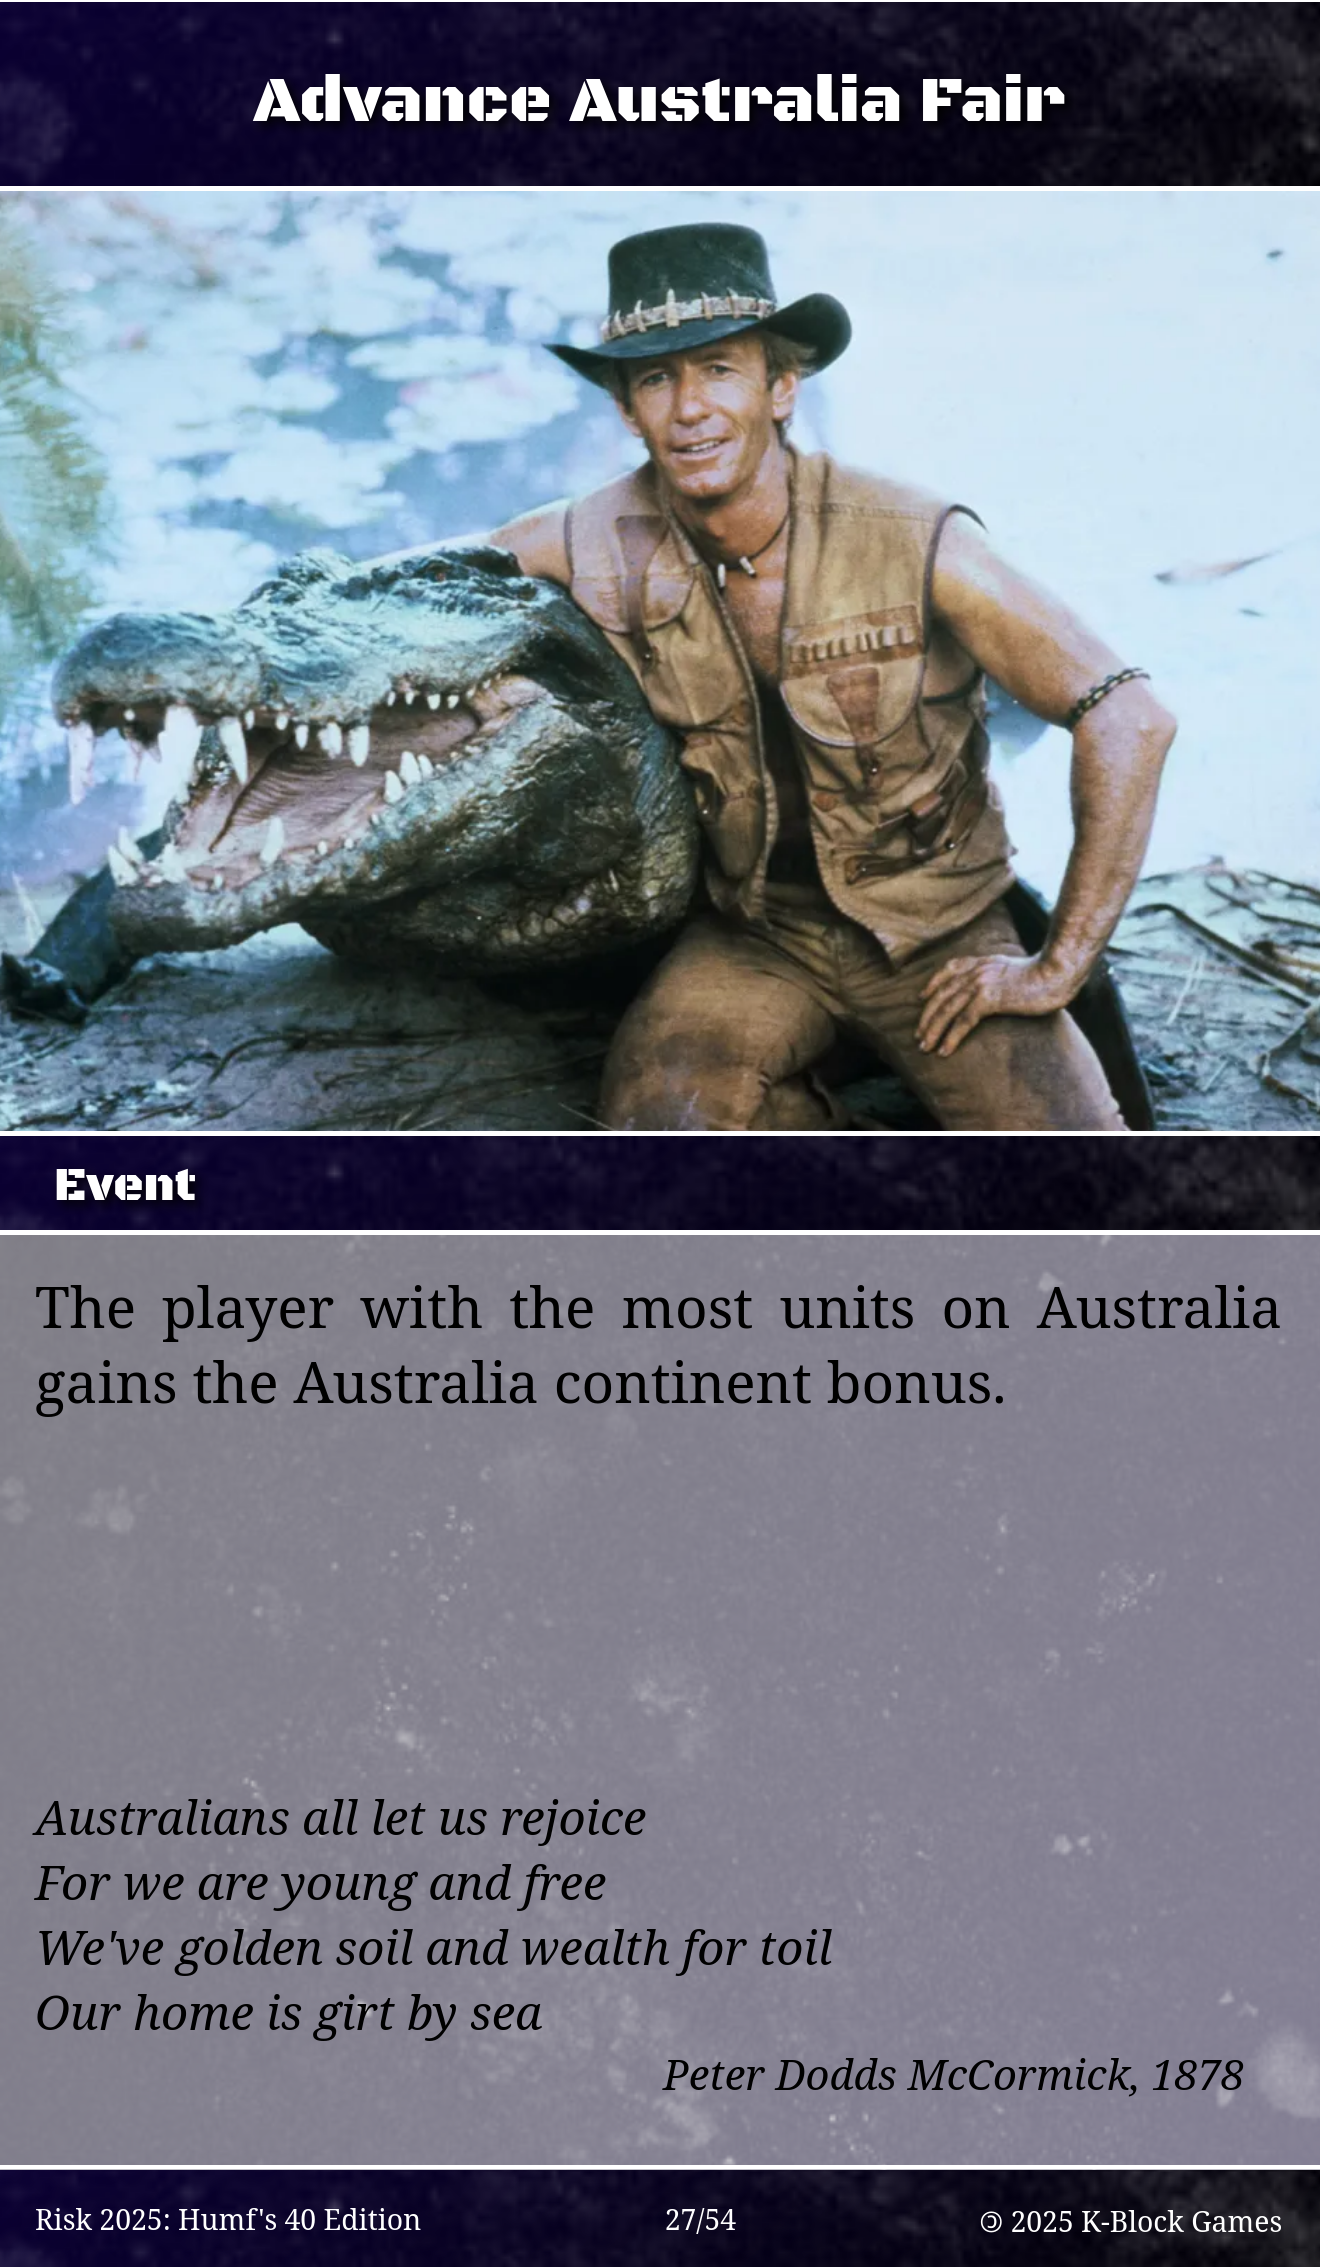 Advance Australia Fair
Event
The player with the most units on Australia
gains the Australia continent bonus.
Australians all let us rejoice
For we are young and free
We've golden soil and wealth for toil
Our home is girt by sea
Peter Dodds McCormick, 1878
Risk 2025: Humf's 40 Edition
27/54
🄯 2025 K-Block Games